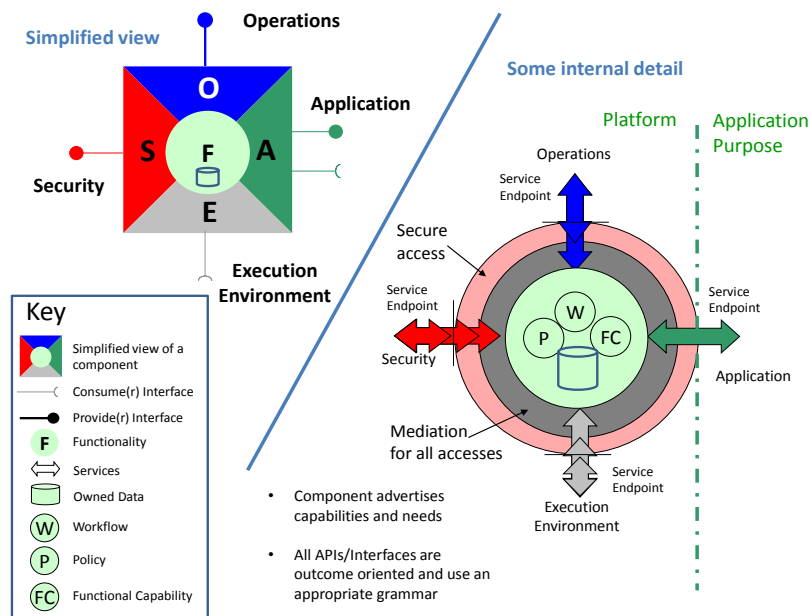 Simplified view
Operations
O
S
F
A
E
Application
Security
Execution
Environment
Key
Simplified view of a
component
Consume(r) Interface
Provide(r) Interface
F
Functionality
Services
Owned Data
W
Workflow
P
Policy
FC
Functional Capability
Some internal detail
Platform
Application
Purpose
Operations
Service
Endpoint
Secure
access
Service
Endpoint
Security
W
P
FC
Service
Endpoint
Application
Mediation
for all accesses
Service
Endpoint
Execution
Environment
• Component advertises
capabilities and needs
• All APIs/Interfaces are
outcome oriented and use an
appropriate grammar